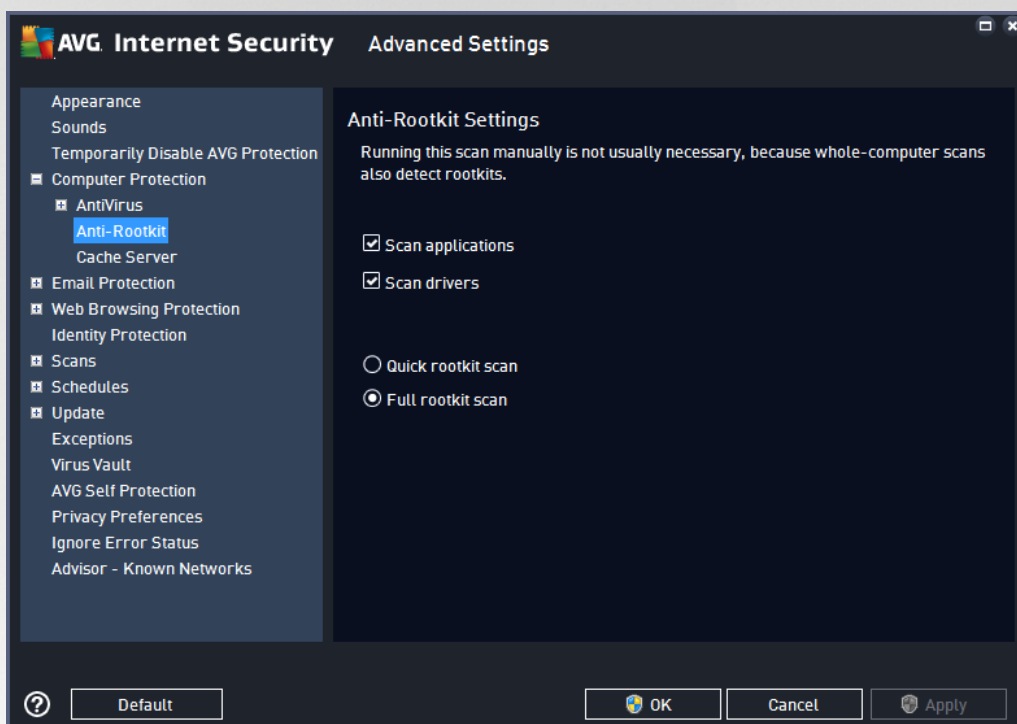 AVG. Internet Security Advanced Settings
Appearance
Sounds
Temporarily Disable AVG Protection
Computer Protection
AntiVirus
Anti-Rootkit
Cache Server
Email Protection
Web Browsing Protection
Identity Protection
Scans
Schedules
Update
Exceptions
Virus Vault
AVG Self Protection
Privacy Preferences
Ignore Error Status
Advisor - Known Networks
Anti-Rootkit Settings
Running this scan manually is not usually necessary, because whole-computer scans
also detect rootkits.
Scan applications
Scan drivers
Quick rootkit scan
Full rootkit scan
? Default OK Cancel Apply